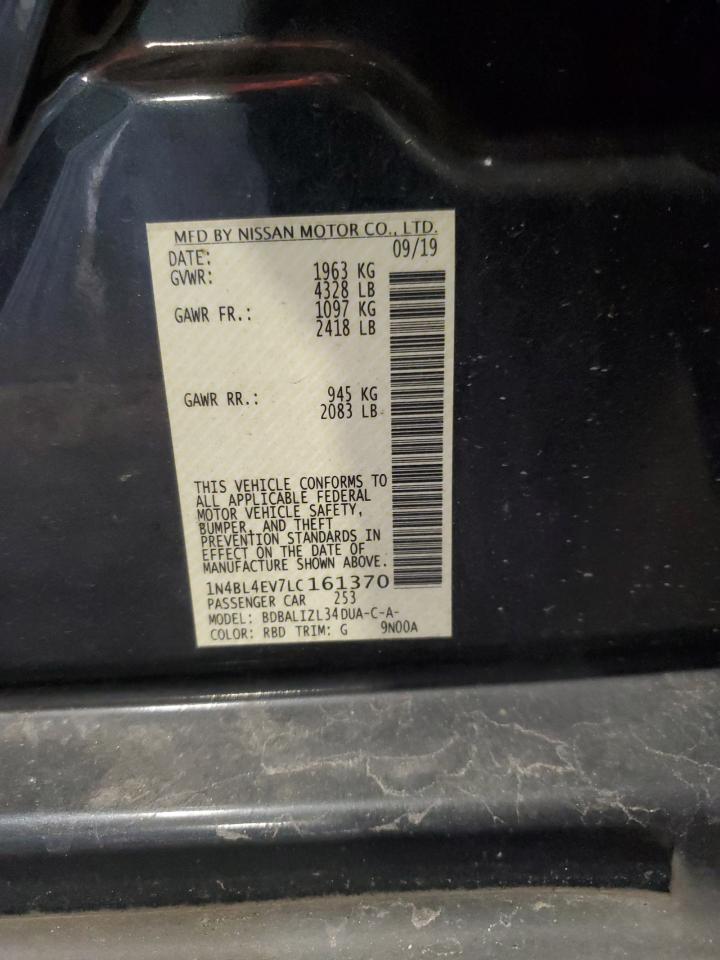 MFD BY NISSAN MOTOR CO., LTD.
DATE: 09/19
GVWR: 1963 KG
4328 LB
GAWR FR.: 1097 KG
2418 LB
GAWR RR.: 945 KG
2083 LB
THIS VEHICLE CONFORMS TO
ALL APPLICABLE FEDERAL
MOTOR VEHICLE SAFETY,
BUMPER, AND THEFT
PREVENTION STANDARDS IN
EFFECT ON THE DATE OF
MANUFACTURE SHOWN ABOVE.
1N4BL4EV7LC161370
PASSENGER CAR 253
MODEL: BDBALIZL34DUA-C-A-
COLOR: RBD TRIM: G 9N00A